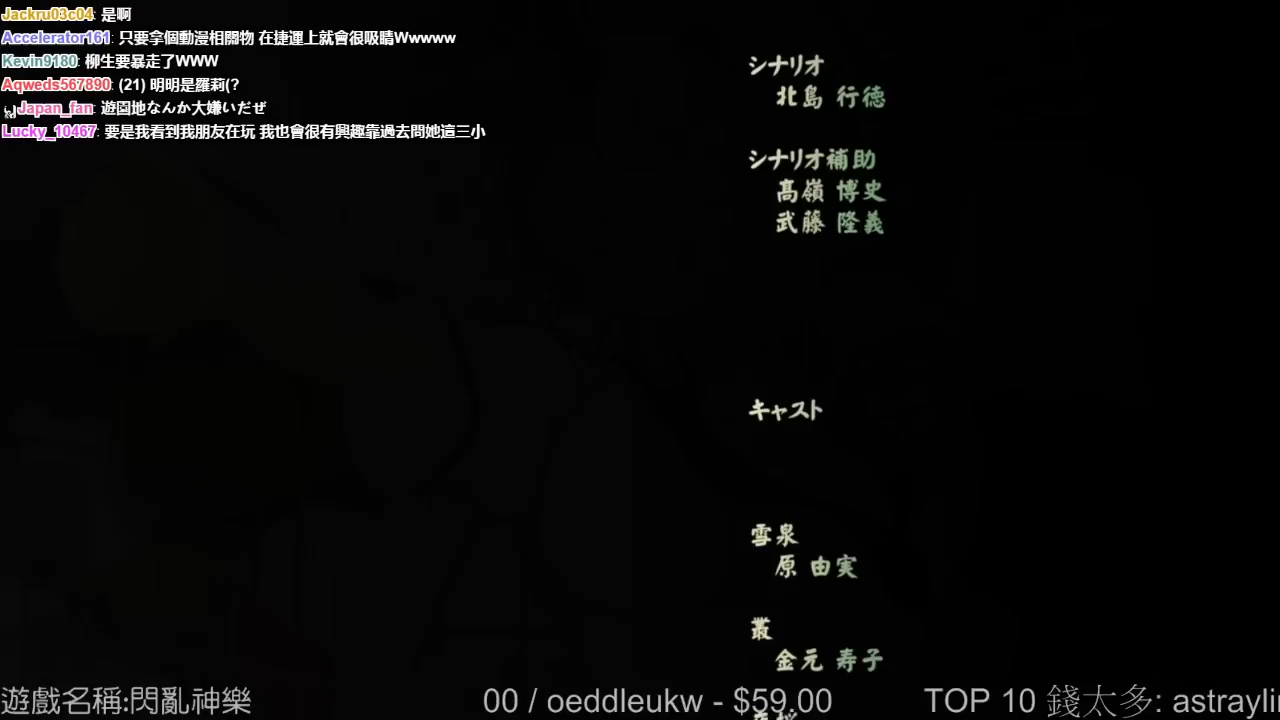 Jackru03c04: 是啊
Accelerator161: 只要拿個動漫相關物 在捷運上就會很吸睛Wwwww
Kevin9180: 柳生要暴走了WWW
Aqweds567890: (21) 明明是羅莉(?
Japan_fan: 遊園地なんか大嫌いだぜ
Lucky_10467: 要是我看到我朋友在玩 我也會很有興趣靠過去問她這三小
シナリオ
北島 行徳
シナリオ補助
髙嶺 博史
武藤 隆義
キャスト
雪泉
原 由実
叢
金元 寿子
遊戲名稱:閃亂神樂
00 / oeddleukw - $59.00
TOP 10 錢太多: astraylin